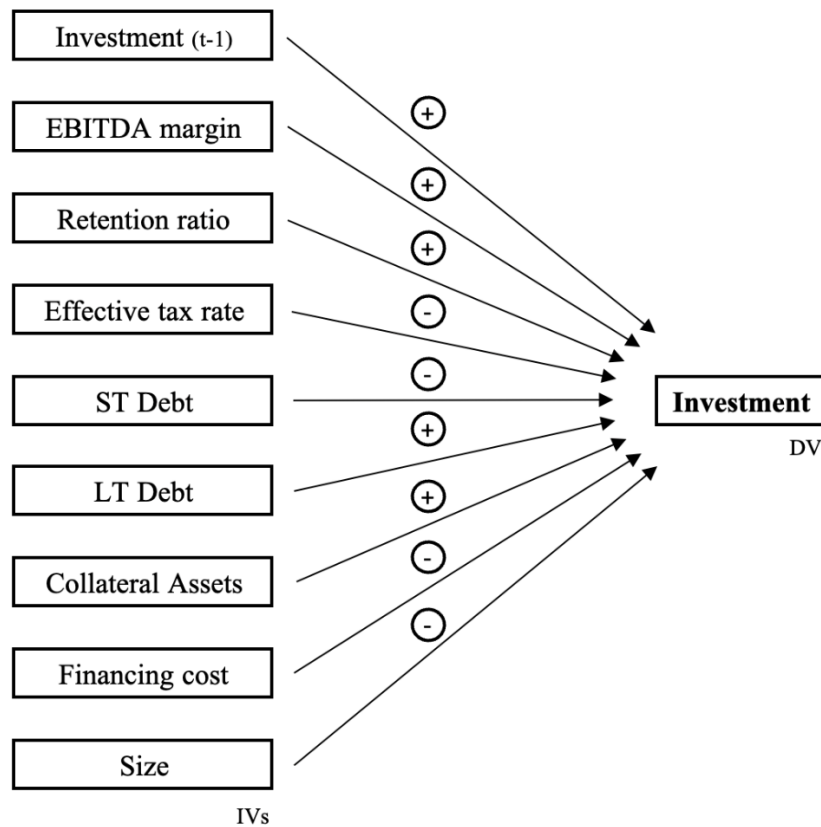 Investment (t-1)
+
EBITDA margin
+
Retention ratio
+
Effective tax rate
-
ST Debt
-
Investment
DV
+
LT Debt
+
Collateral Assets
-
Financing cost
-
Size
IVs